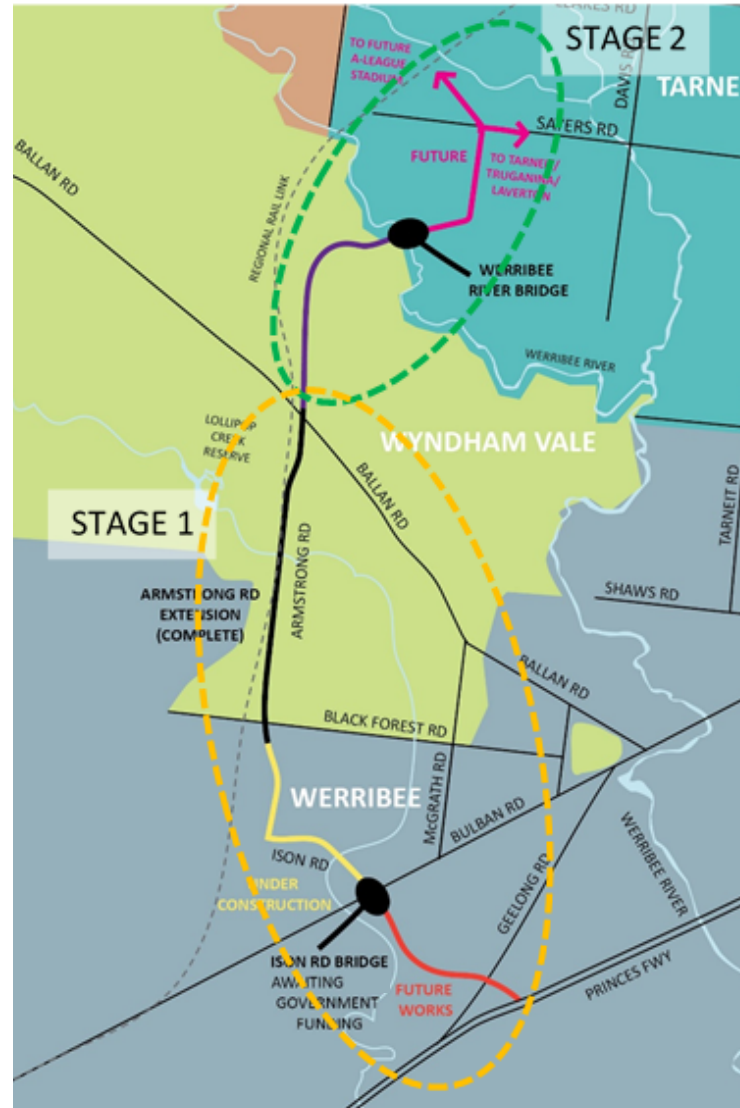 STAGE 2
TO FUTURE
A-LEAGUE
STADIUM
DAVIS R
TARNE
BALLAN RD
SAYERS RD
FUTURE
TO TARNEIT/
TRUGANINA/
LAVERTON
REGIONAL RAIL LINK
WERRIBEE
RIVER BRIDGE
WERRIBEE RIVER
LOLLIPOP
CREEK
RESERVE
WYNDHAM VALE
BALLAN RD
STAGE 1
TARNEIT RD
ARMSTRONG RD
SHAWS RD
ARMSTRONG RD
EXTENSION
(COMPLETE)
BALLAN RD
BLACK FOREST RD
McGRATH RD
WERRIBEE
BULBAN RD
ISON RD
UNDER
CONSTRUCTION
GEELONG RD
WERRIBEE RIVER
ISON RD BRIDGE
AWAITING
GOVERNMENT
FUNDING
FUTURE
WORKS
PRINCES FWY